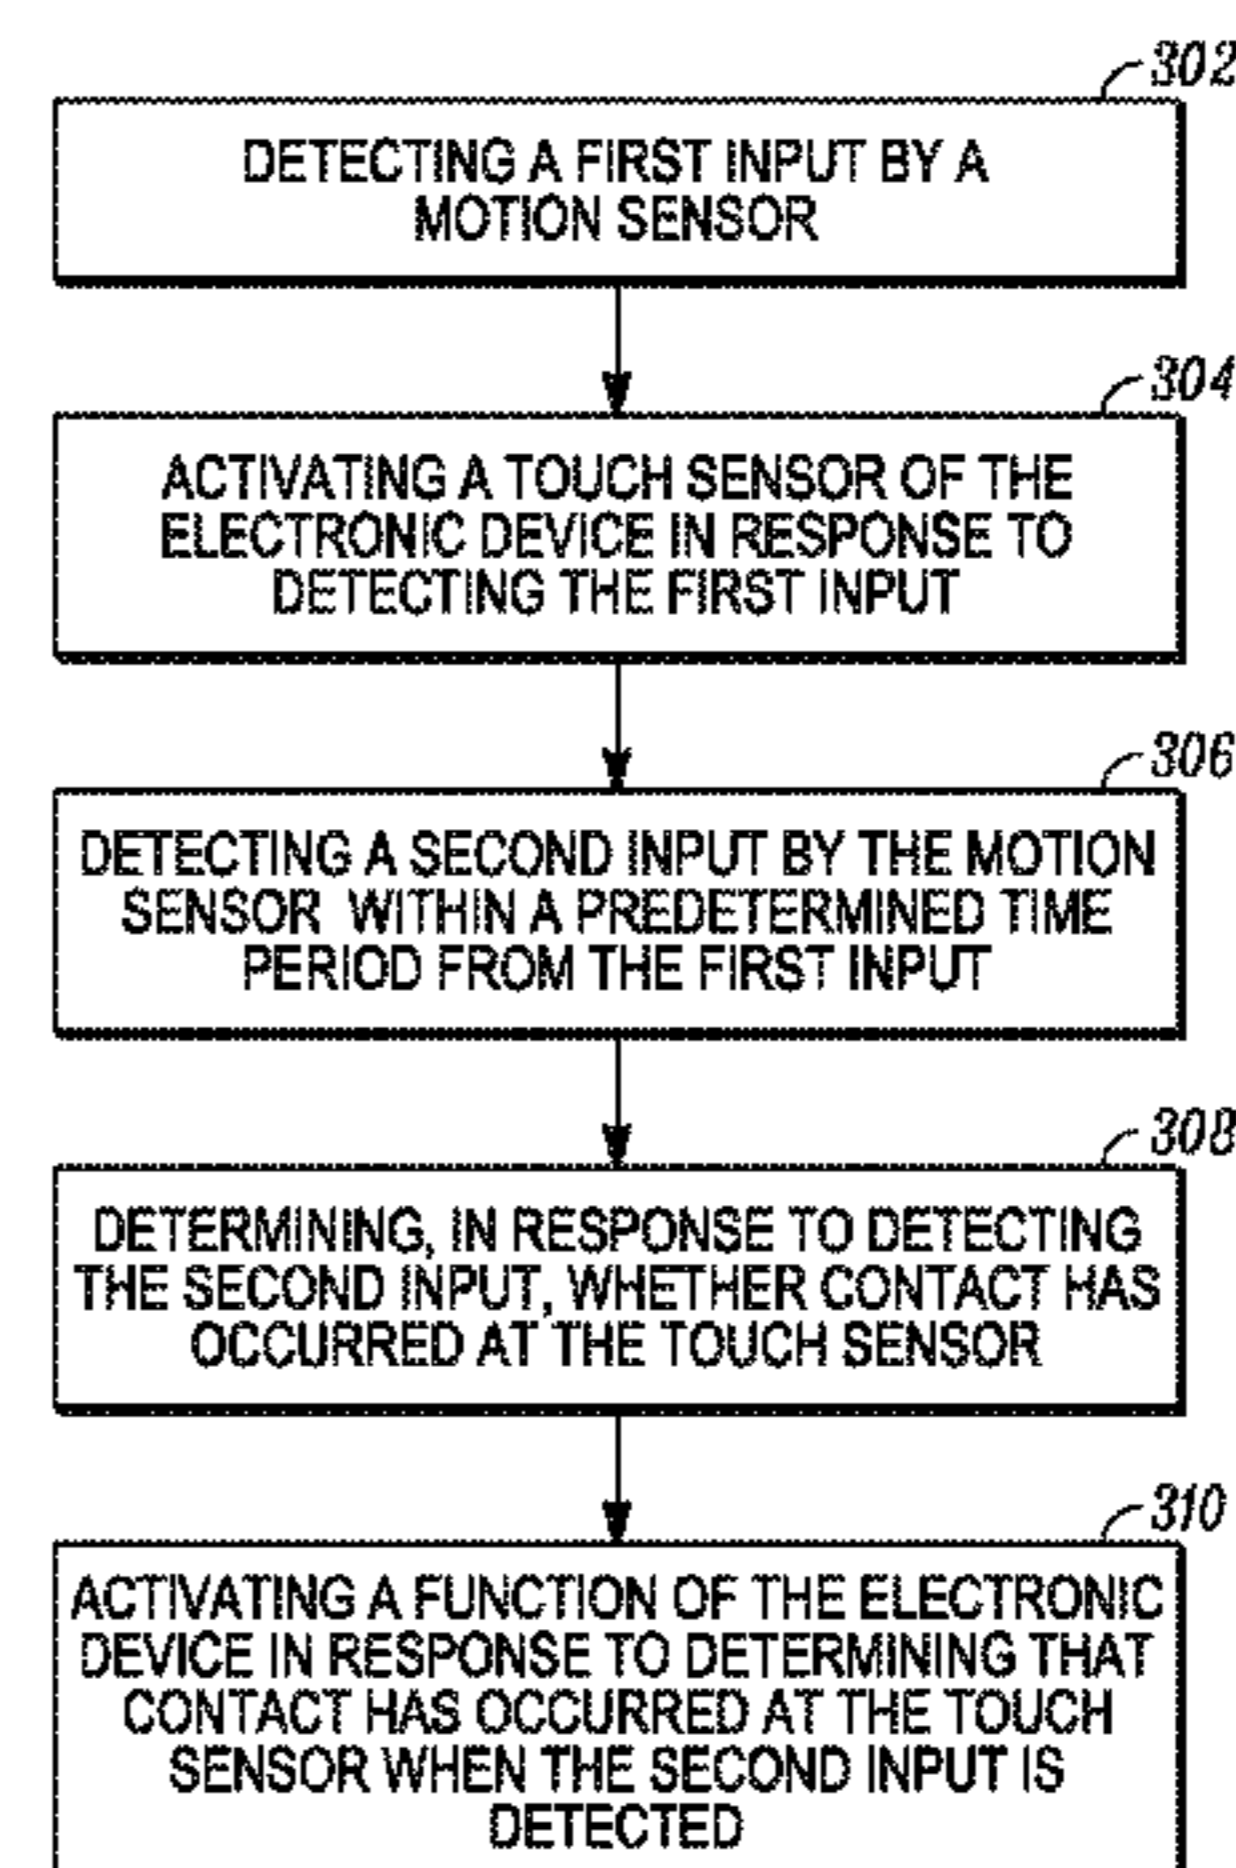 302
DETECTING A FIRST INPUT BY A
MOTION SENSOR
304
ACTIVATING A TOUCH SENSOR OF THE
ELECTRONIC DEVICE IN RESPONSE TO
DETECTING THE FIRST INPUT
306
DETECTING A SECOND INPUT BY THE MOTION
SENSOR WITHIN A PREDETERMINED TIME
PERIOD FROM THE FIRST INPUT
308
DETERMINING, IN RESPONSE TO DETECTING
THE SECOND INPUT, WHETHER CONTACT HAS
OCCURRED AT THE TOUCH SENSOR
310
ACTIVATING A FUNCTION OF THE ELECTRONIC
DEVICE IN RESPONSE TO DETERMINING THAT
CONTACT HAS OCCURRED AT THE TOUCH
SENSOR WHEN THE SECOND INPUT IS
DETECTED